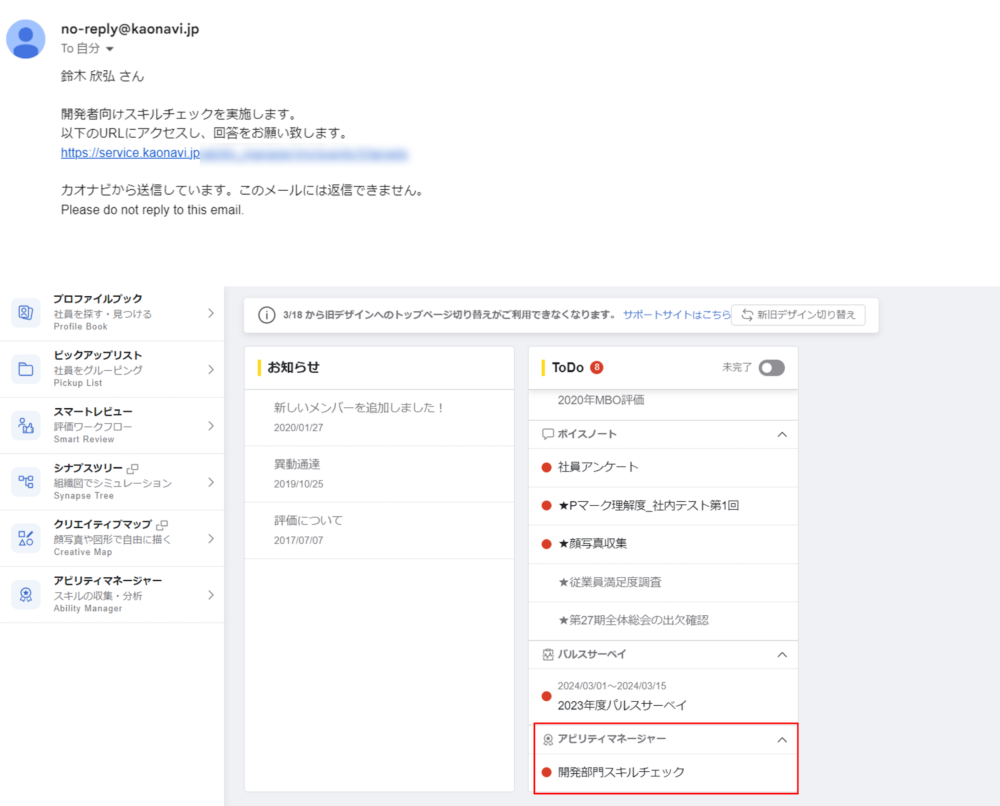 no-reply@kaonavi.jp
To 自分
鈴木 欣弘 さん
開発者向けスキルチェックを実施します。
以下のURLにアクセスし、回答をお願い致します。
https://service.kaonavi.jp
カオナビから送信しています。このメールには返信できません。
Please do not reply to this email.
プロファイルブック
社員を探す・見つける
Profile Book
ピックアップリスト
社員をグルーピング
Pickup List
スマートレビュー
評価ワークフロー
Smart Review
シナプスツリー
組織図でシミュレーション
Synapse Tree
クリエイティブマップ
顔写真や図形で自由に描く
Creative Map
アビリティマネージャー
スキルの収集・分析
Ability Manager
3/18 から旧デザインへのトップページ切り替えがご利用できなくなります。 サポートサイトはこちら 新旧デザイン切り替え
お知らせ
新しいメンバーを追加しました!
2020/01/27
異動通達
2019/10/25
評価について
2017/07/07
ToDo 8 未完了
2020年MBO評価
ボイスノート
社員アンケート
★Pマーク理解度_社内テスト第1回
★顔写真収集
★従業員満足度調査
★第27期全体総会の出欠確認
パルスサーベイ
2024/03/01～2024/03/15
2023年度パルスサーベイ
アビリティマネージャー
開発部門スキルチェック